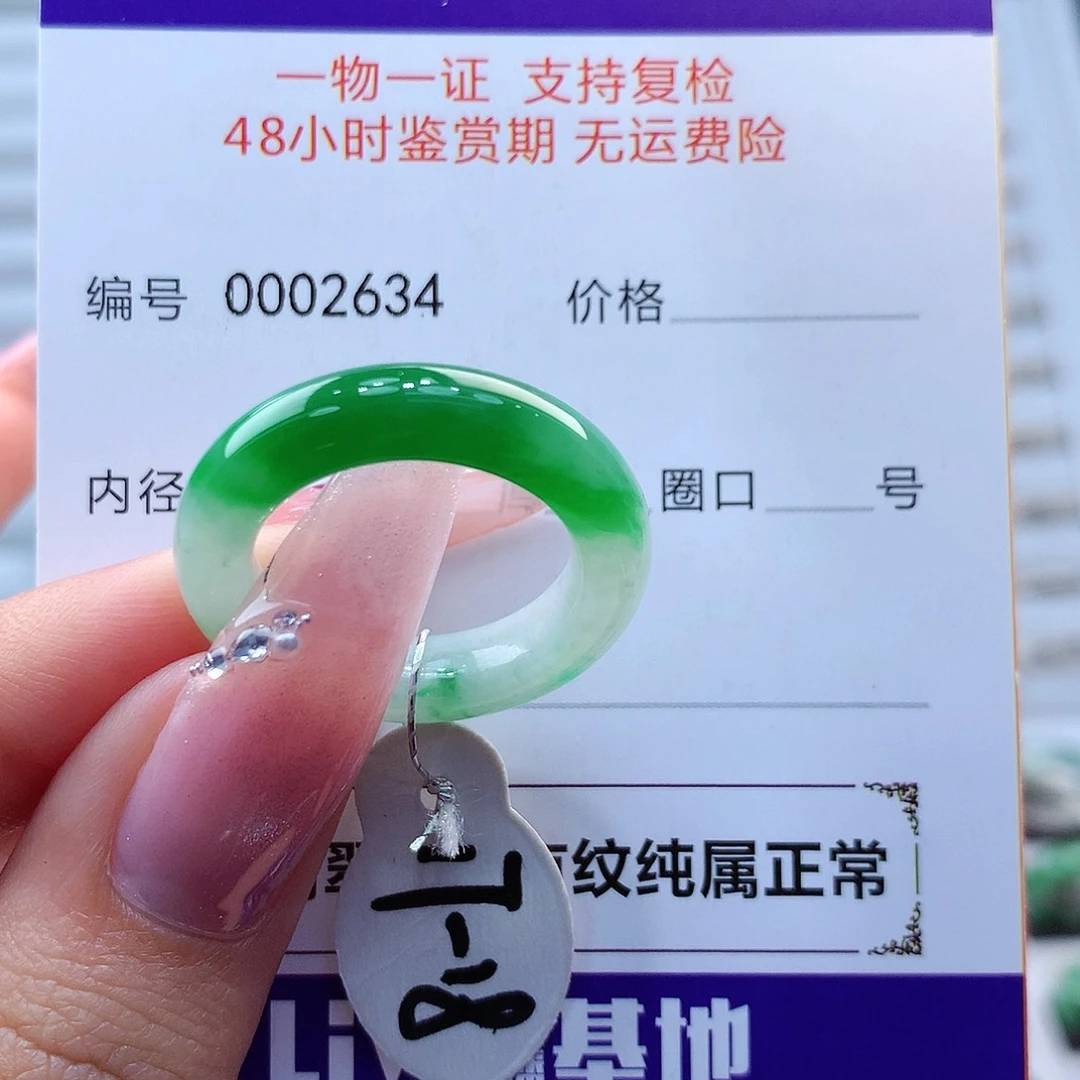 一物一证 支持复检
48小时鉴赏期 无运费险
编号 0002634 价格
内径 圈口 号
纹纯属正常
基地